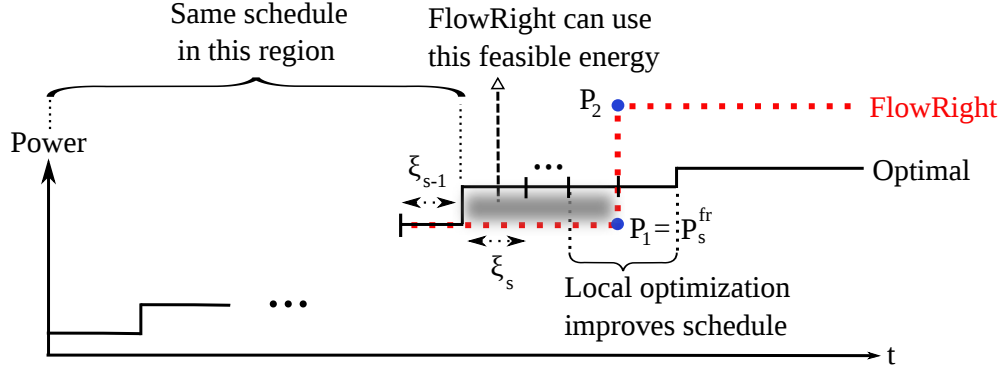 Same schedule
in this region
FlowRight can use
this feasible energy
P2
FlowRight
Power
ξs-1
...
Optimal
P1 = Psfr
ξs
...
Local optimization
improves schedule
t